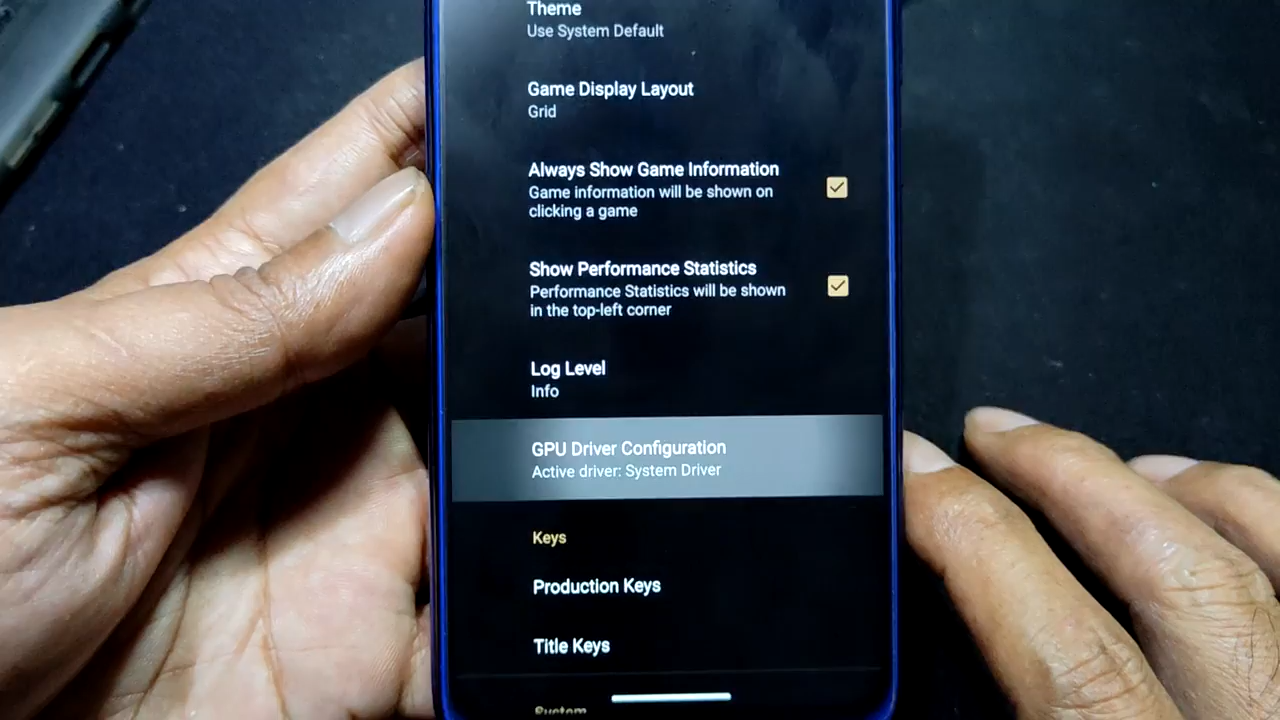 Theme
Use System Default
Game Display Layout
Grid
Always Show Game Information
Game information will be shown on
clicking a game
Show Performance Statistics
Performance Statistics will be shown
in the top-left corner
Log Level
Info
GPU Driver Configuration
Active driver: System Driver
Keys
Production Keys
Title Keys
System